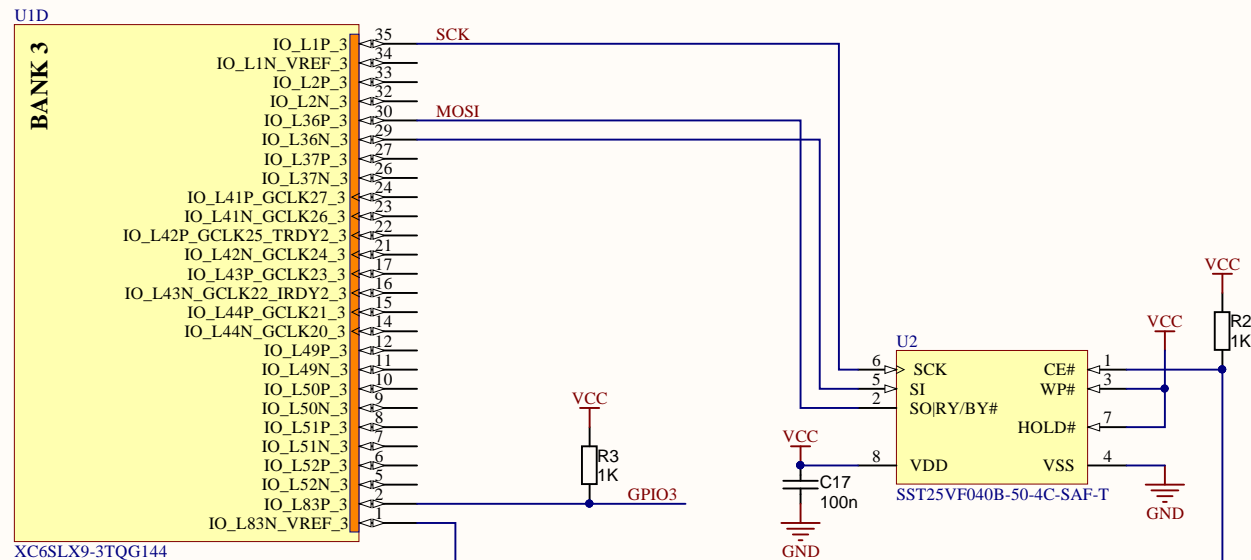 U1D
BANK 3
IO_L1P_3 35 SCK
IO_L1N_VREF_3 34
IO_L2P_3 33
IO_L2N_3 32
IO_L36P_3 30 MOSI
IO_L36N_3 29
IO_L37P_3 27
IO_L37N_3 26
IO_L41P_GCLK27_3 24
IO_L41N_GCLK26_3 23
IO_L42P_GCLK25_TRDY2_3 22
IO_L42N_GCLK24_3 21
IO_L43P_GCLK23_3 17
IO_L43N_GCLK22_IRDY2_3 16
IO_L44P_GCLK21_3 15
IO_L44N_GCLK20_3 14
IO_L49P_3 12
IO_L49N_3 11
IO_L50P_3 10
IO_L50N_3 9
IO_L51P_3 8
IO_L51N_3 7
IO_L52P_3 6
IO_L52N_3 5
IO_L83P_3 2 GPIO3
IO_L83N_VREF_3 1
XC6SLX9-3TQG144
VCC
R3
1K
VCC
C17
100n
GND
U2
6 SCK CE# 1
5 SI WP# 3
2 SO|RY/BY#
HOLD# 7
8 VDD VSS 4
SST25VF040B-50-4C-SAF-T
VCC
GND
VCC
R2
1K